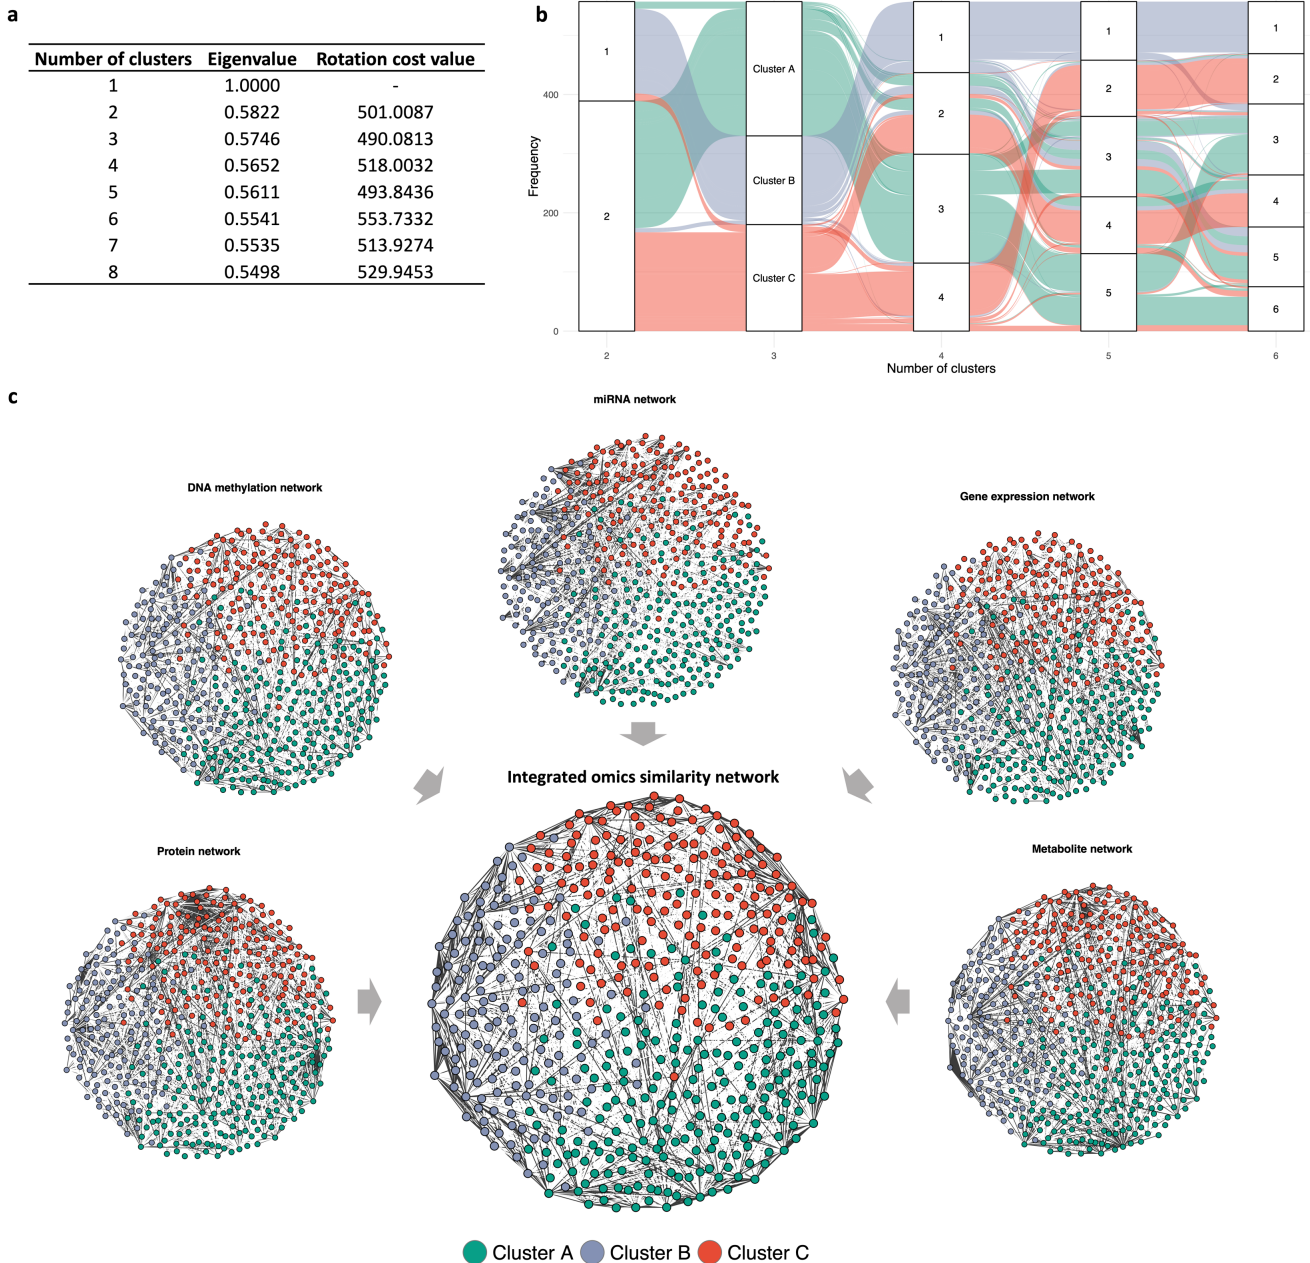 a
Number of clusters Eigenvalue Rotation cost value
1 1.0000 -
2 0.5822 501.0087
3 0.5746 490.0813
4 0.5652 518.0032
5 0.5611 493.8436
6 0.5541 553.7332
7 0.5535 513.9274
8 0.5498 529.9453
b
Frequency
400
200
0
1
2
Cluster A
Cluster B
Cluster C
1
2
3
4
1
2
3
4
5
1
2
3
4
5
6
2 3 4 5 6
Number of clusters
c
miRNA network
DNA methylation network
Gene expression network
Integrated omics similarity network
Protein network
Metabolite network
Cluster A Cluster B Cluster C